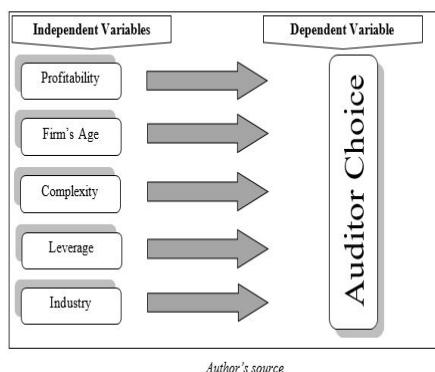 Independent Variables
Dependent Variable
Profitability
Firm's Age
Complexity
Leverage
Industry
Auditor Choice
Author's source